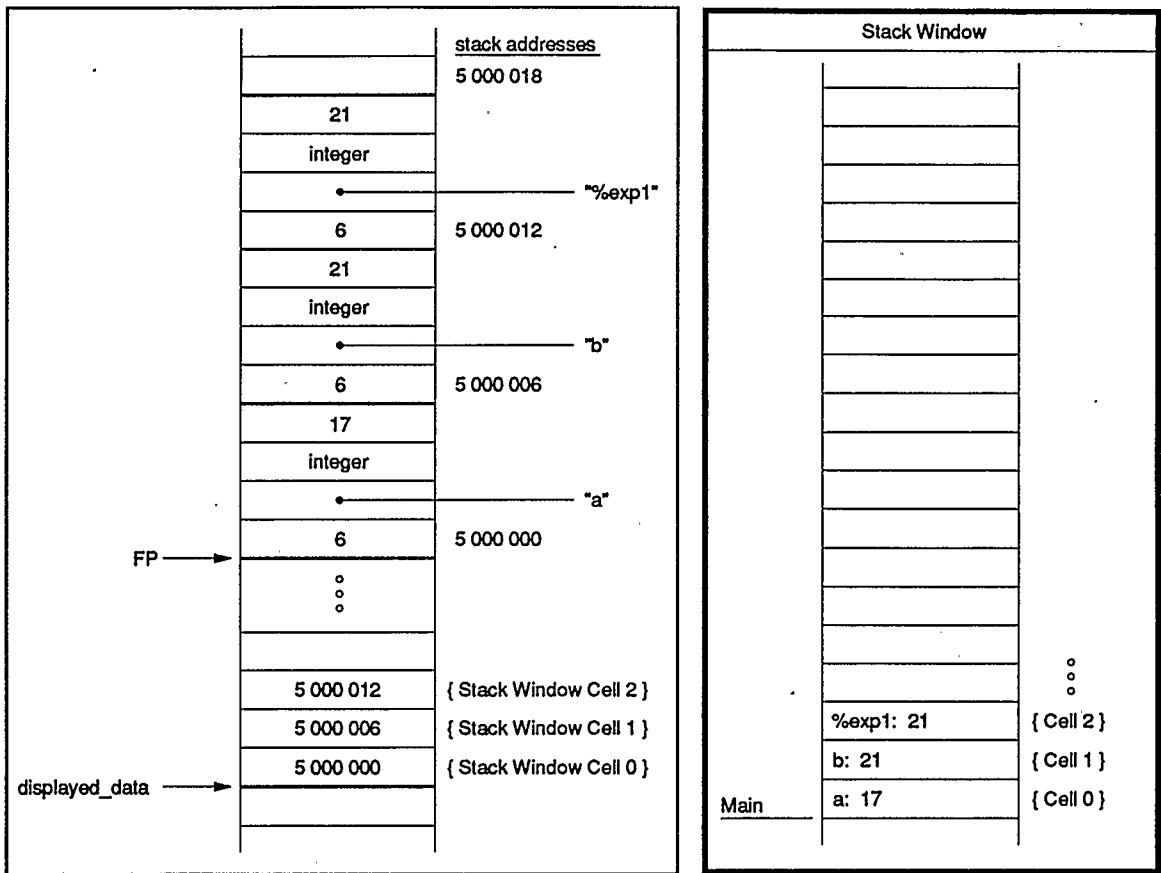 stack addresses
5 000 018
21
integer
"%exp1"
6 5 000 012
21
integer
"b"
6 5 000 006
17
integer
"a"
6 5 000 000
FP
5 000 012 { Stack Window Cell 2 }
5 000 006 { Stack Window Cell 1 }
5 000 000 { Stack Window Cell 0 }
displayed_data
Stack Window
%exp1: 21 { Cell 2 }
b: 21 { Cell 1 }
Main a: 17 { Cell 0 }